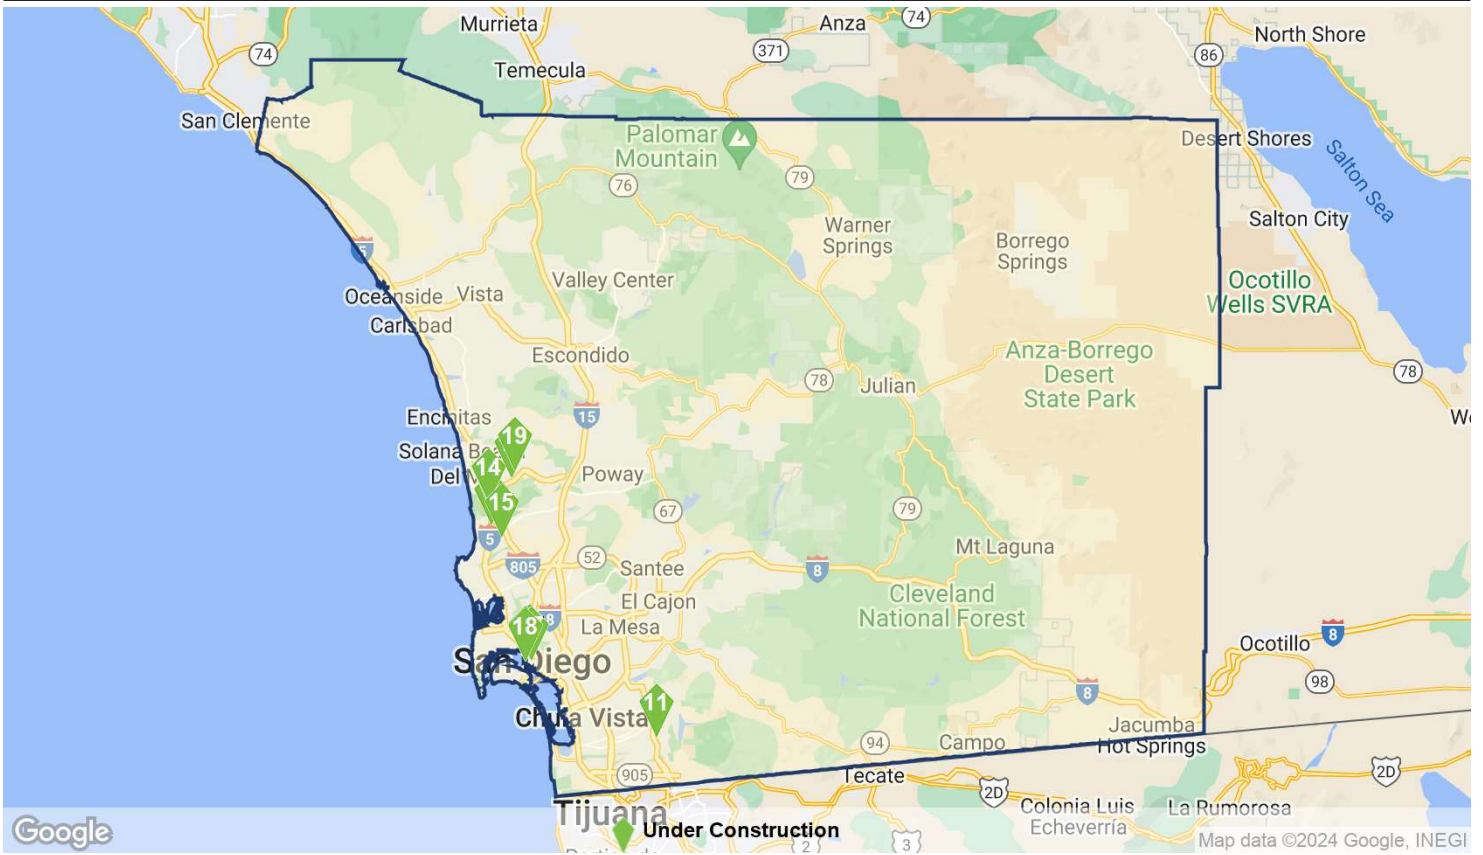 Murrieta
Anza
74
North Shore
74
371
86
Temecula
San Clemente
Palomar
Mountain
Desert Shores
Salton Sea
79
76
Warner
Springs
Borrego
Springs
Salton City
5
Valley Center
Ocotillo
Wells SVRA
Oceanside
Vista
Carlsbad
Escondido
Anza-Borrego
Desert
State Park
78
78
Julian
Encinitas
15
19
Solana
14
Del
Poway
15
67
79
5
52
Mt Laguna
805
Santee
8
El Cajon
Cleveland
National Forest
18
8
La Mesa
8
Ocotillo
San Diego
98
8
11
Chula Vista
Jacumba
Hot Springs
94
Campo
905
Tecate
2D
2D
Tijuana
Colonia Luis
Echeverría
La Rumorosa
Google
Under Construction
2
3
Map data ©2024 Google, INEGI